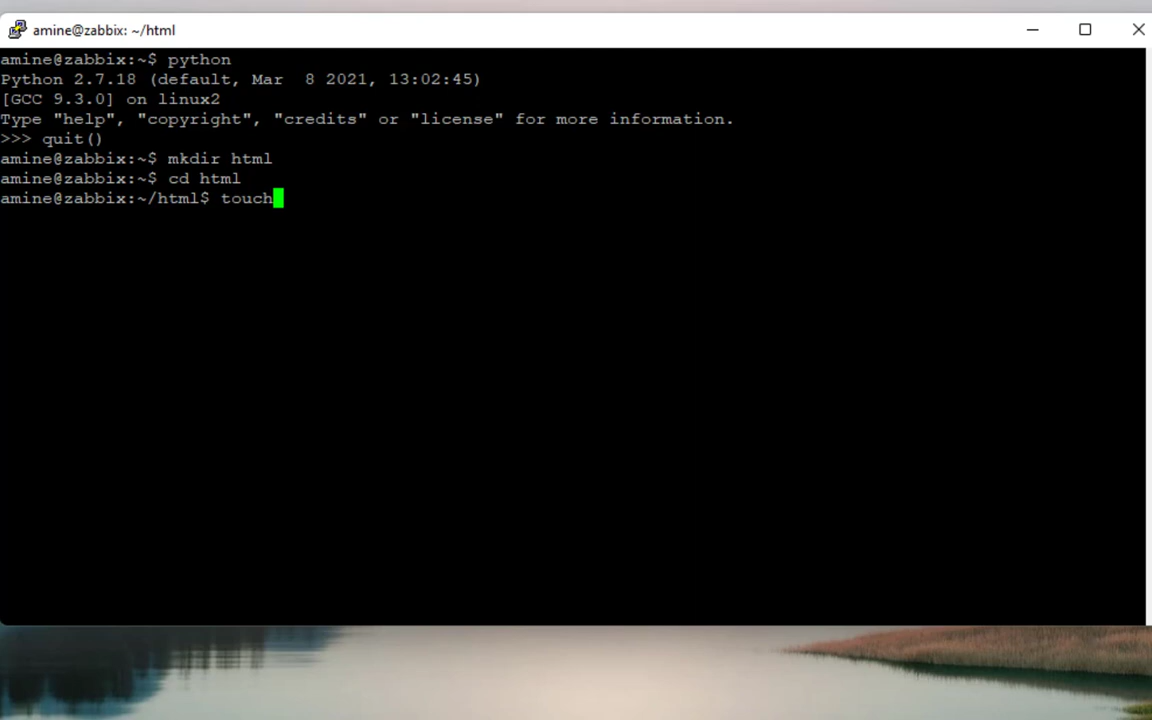 amine@zabbix: ~/html
amine@zabbix:~$ python
Python 2.7.18 (default, Mar  8 2021, 13:02:45)
[GCC 9.3.0] on linux2
Type "help", "copyright", "credits" or "license" for more information.
>>> quit()
amine@zabbix:~$ mkdir html
amine@zabbix:~$ cd html
amine@zabbix:~/html$ touch